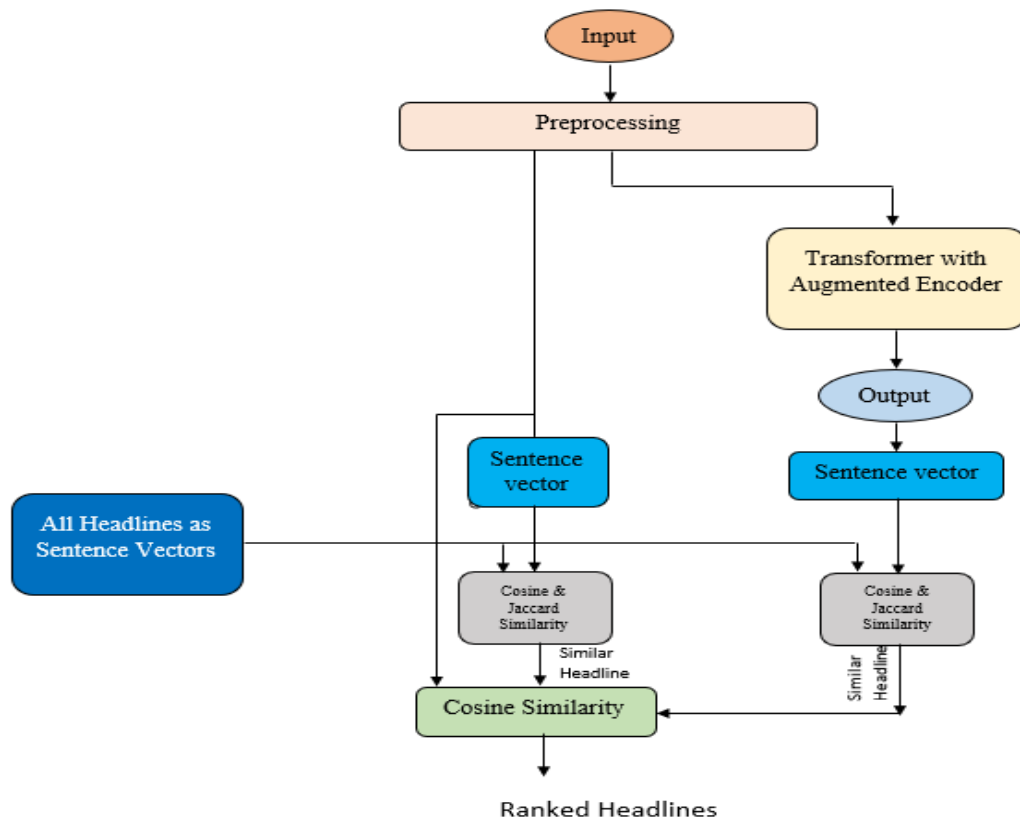 Input
Preprocessing
Transformer with
Augmented Encoder
Output
Sentence
vector
Sentence vector
All Headlines as
Sentence Vectors
Cosine &
Jaccard
Similarity
Cosine &
Jaccard
Similarity
Similar
Headline
Similar
Headline
Cosine Similarity
Ranked Headlines